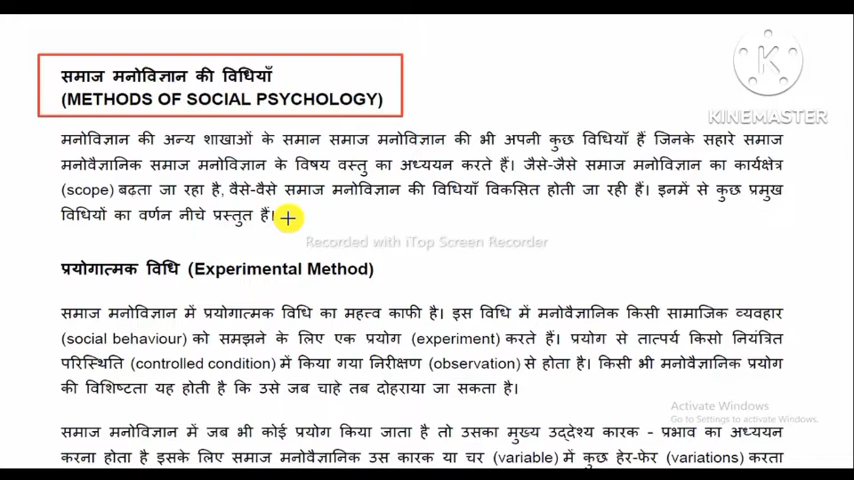 समाज मनोविज्ञान की विधियाँ
(METHODS OF SOCIAL PSYCHOLOGY)
KINEMASTER
मनोविज्ञान की अन्य शाखाओं के समान समाज मनोविज्ञान की भी अपनी कुछ विधियाँ हैं जिनके सहारे समाज
मनोवैज्ञानिक समाज मनोविज्ञान के विषय वस्तु का अध्ययन करते हैं। जैसे-जैसे समाज मनोविज्ञान का कार्यक्षेत्र
(scope) बढता जा रहा है, वैसे-वैसे समाज मनोविज्ञान की विधियाँ विकसित होती जा रही हैं। इनमें से कुछ प्रमुख
विधियों का वर्णन नीचे प्रस्तुत हैं।
Recorded with iTop Screen Recorder
प्रयोगात्मक विधि (Experimental Method)
समाज मनोविज्ञान में प्रयोगात्मक विधि का महत्त्व काफी है। इस विधि में मनोवैज्ञानिक किसी सामाजिक व्यवहार
(social behaviour) को समझने के लिए एक प्रयोग (experiment) करते हैं। प्रयोग से तात्पर्य किसो नियंत्रित
परिस्थिति (controlled condition) में किया गया निरीक्षण (observation) से होता है। किसी भी मनोवैज्ञानिक प्रयोग
की विशिष्टता यह होती है कि उसे जब चाहे तब दोहराया जा सकता है।
Activate Windows
Go to Settings to activate Windows.
समाज मनोविज्ञान में जब भी कोई प्रयोग किया जाता है तो उसका मुख्य उद्देश्य कारक - प्रभाव का अध्ययन
करना होता है इसके लिए समाज मनोवैज्ञानिक उस कारक या चर (variable) में कुछ हेर-फेर (variations) करता